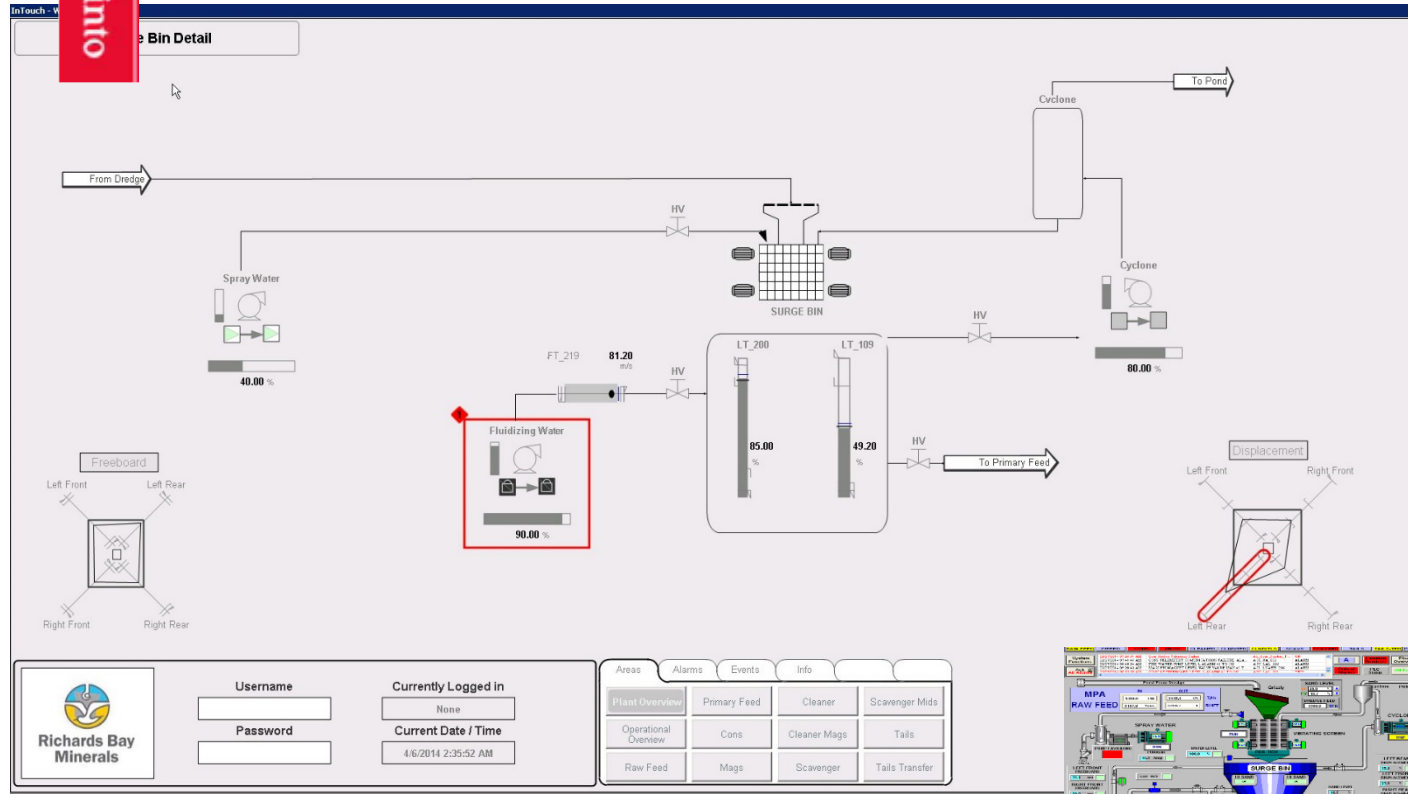 InTouch - W
into
e Bin Detail
To Pond
Cyclone
From Dredge
HV
Spray Water
Cyclone
SURGE BIN
HV
40.00 %
80.00 %
FT_219
81.20
m/s
HV
LT_200
LT_109
Fluidizing Water
85.00
%
49.20
%
HV
To Primary Feed
90.00 %
Freeboard
Left Front
Left Rear
Right Front
Right Rear
Displacement
Left Front
Right Front
Left Rear
Right Rear
Richards Bay
Minerals
Username
Password
Currently Logged in
None
Current Date / Time
4/6/2014 2:35:52 AM
Areas
Alarms
Events
Info
Plant Overview
Primary Feed
Cleaner
Scavenger Mids
Operational
Overview
Cons
Cleaner Mags
Tails
Raw Feed
Mags
Scavenger
Tails Transfer
MPA
RAW FEED
Grizzly
SPRAY WATER
VIBRATING SCREEN
SURGE BIN